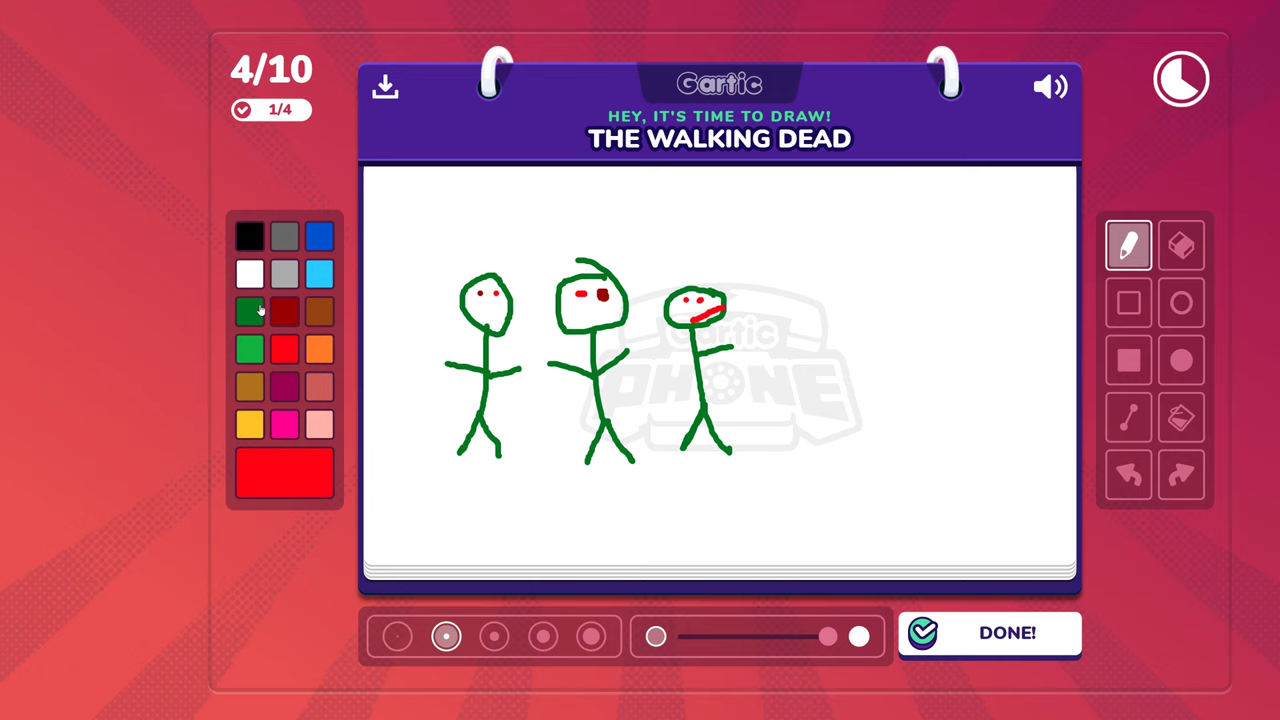 4/10
1/4
Gartic
HEY, IT'S TIME TO DRAW!
THE WALKING DEAD
Gartic
PHONE
DONE!